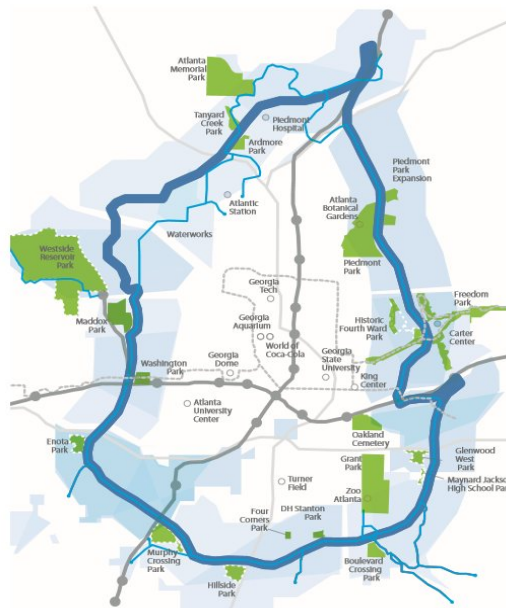 Atlanta
Memorial
Park
Tanyard
Creek
Park
Piedmont
Hospital
Ardmore
Park
Piedmont
Park
Expansion
Atlantic
Station
Atlanta
Botanical
Gardens
Waterworks
Westside
Reservoir
Park
Piedmont
Park
Georgia
Tech
Freedom
Park
Maddox
Park
Georgia
Aquarium
Historic
Fourth Ward
Park
Carter
Center
World of
Coca-Cola
Washington
Park
Georgia
Dome
Georgia
State
University
King
Center
Atlanta
University
Center
Enota
Park
Oakland
Cemetery
Glenwood
West
Park
Grant
Park
Maynard Jackson
High School Par
Turner
Field
Zoo
Atlanta
Four
Corners
Park
DH Stanton
Park
Murphy
Crossing
Park
Boulevard
Crossing
Park
Hillside
Park